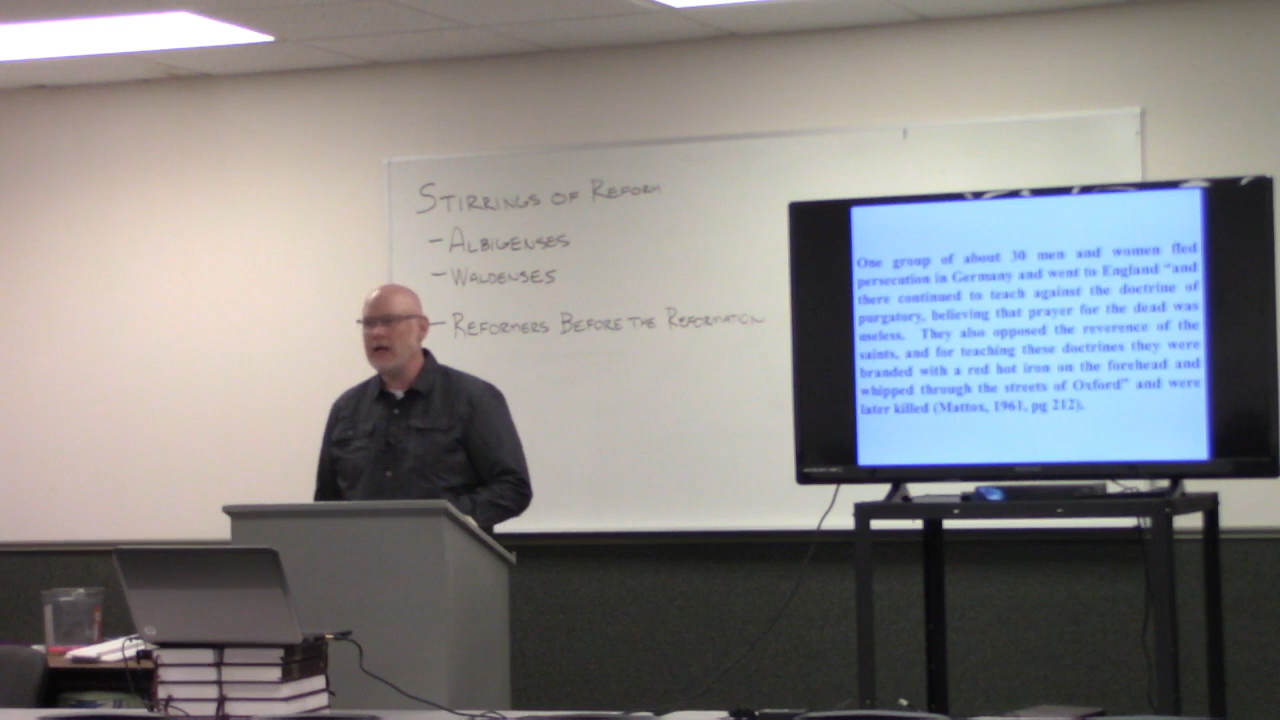 STIRRINGS OF REFORM
- ALBIGENSES
- WALDENSES
- REFORMERS BEFORE THE REFORMATION
One group of about 30 men and women fled
persecution in Germany and went to England “and
there continued to teach against the doctrine of
purgatory, believing that prayer for the dead was
useless. They also opposed the reverence of the
saints, and for teaching these doctrines they were
branded with a red hot iron on the forehead and
whipped through the streets of Oxford” and were
later killed (Mattox, 1961, pg 212).